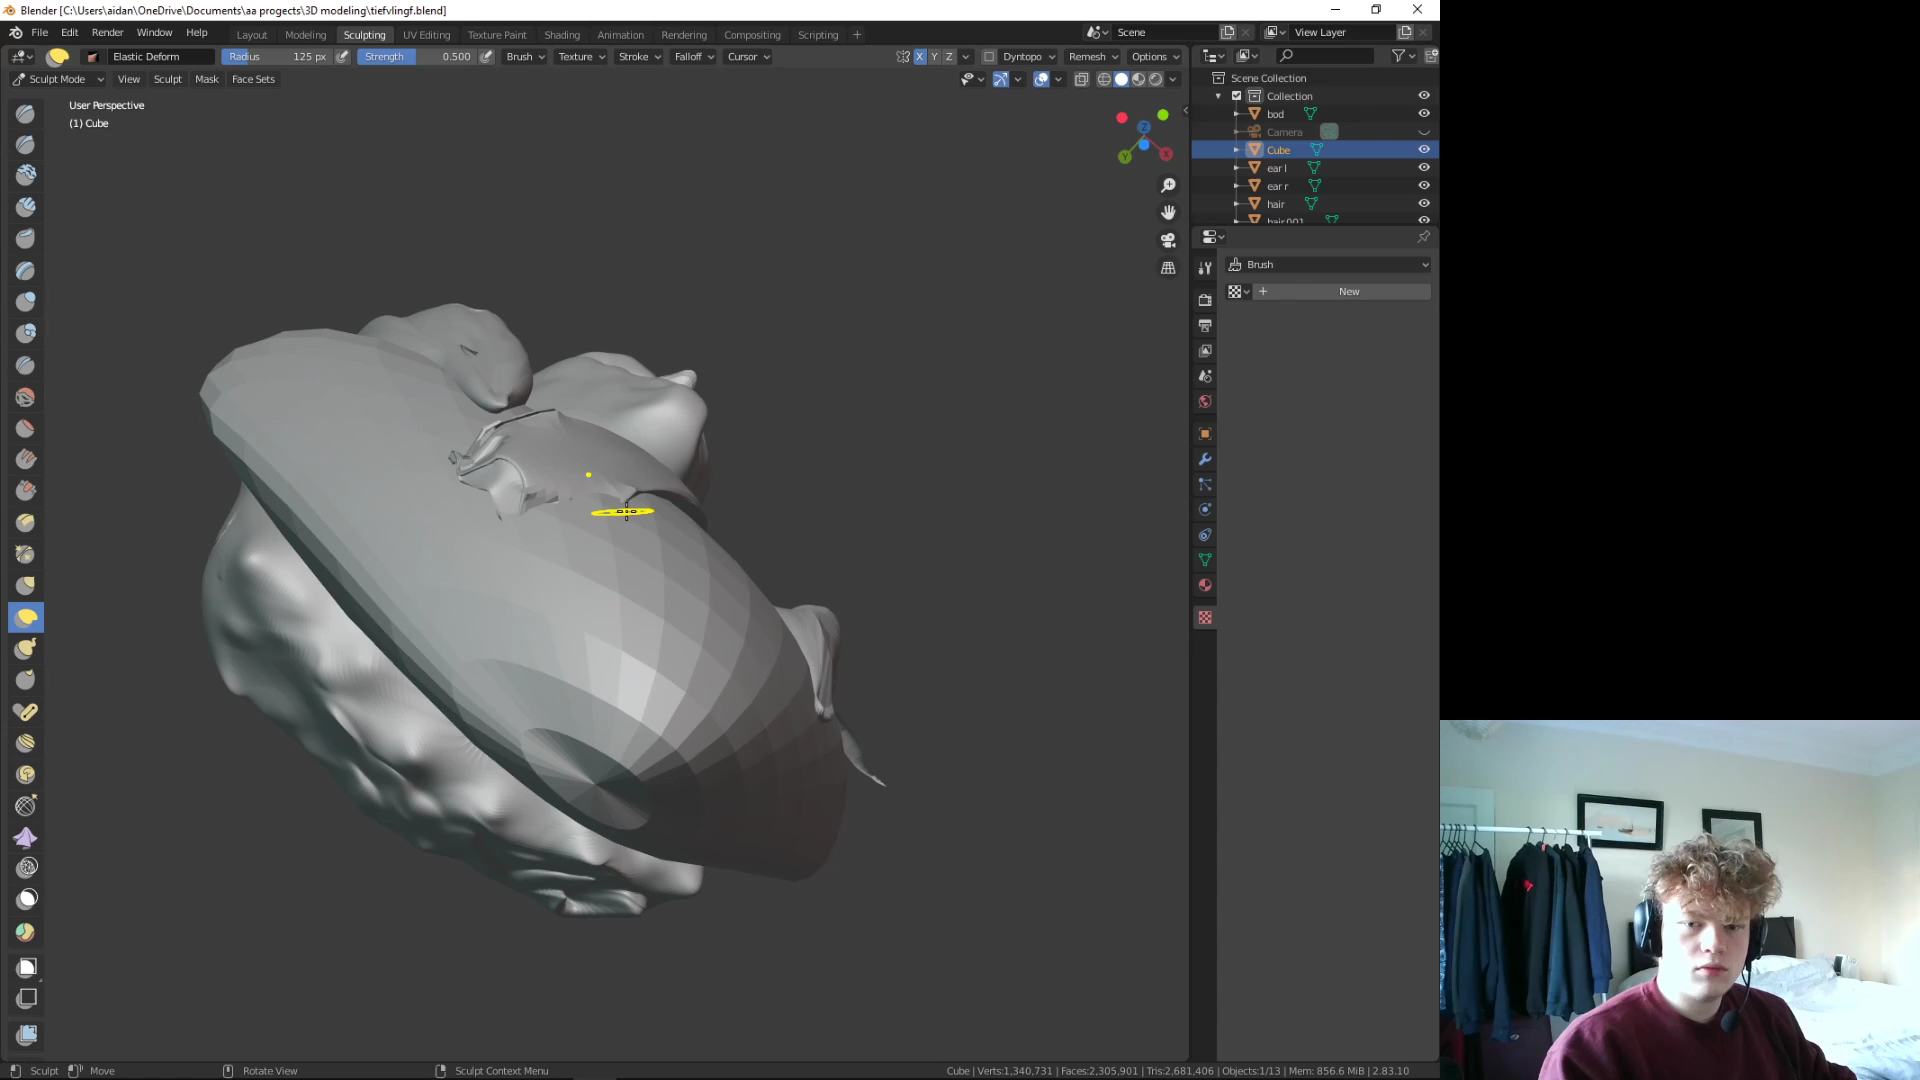 Blender [C:\Users\aidan\OneDrive\Documents\aa progects\3D modeling\tiefvlingf.blend]
File Edit Render Window Help Layout Modeling Sculpting UV Editing Texture Paint Shading Animation Rendering Compositing Scripting + Scene View Layer
Elastic Deform Radius 125 px Strength 0.500 Brush Texture Stroke Falloff Cursor X Y Z Dyntopo Remesh Options
Sculpt Mode View Sculpt Mask Face Sets
Scene Collection
Collection
bod
Camera
Cube
ear l
ear r
hair
hair.001
User Perspective
(1) Cube
Z
Y
X
Brush
+ New
Sculpt Move Rotate View Sculpt Context Menu Cube | Verts:1,340,731 | Faces:2,305,901 | Tris:2,681,406 | Objects:1/13 | Mem: 856.6 MiB | 2.83.10